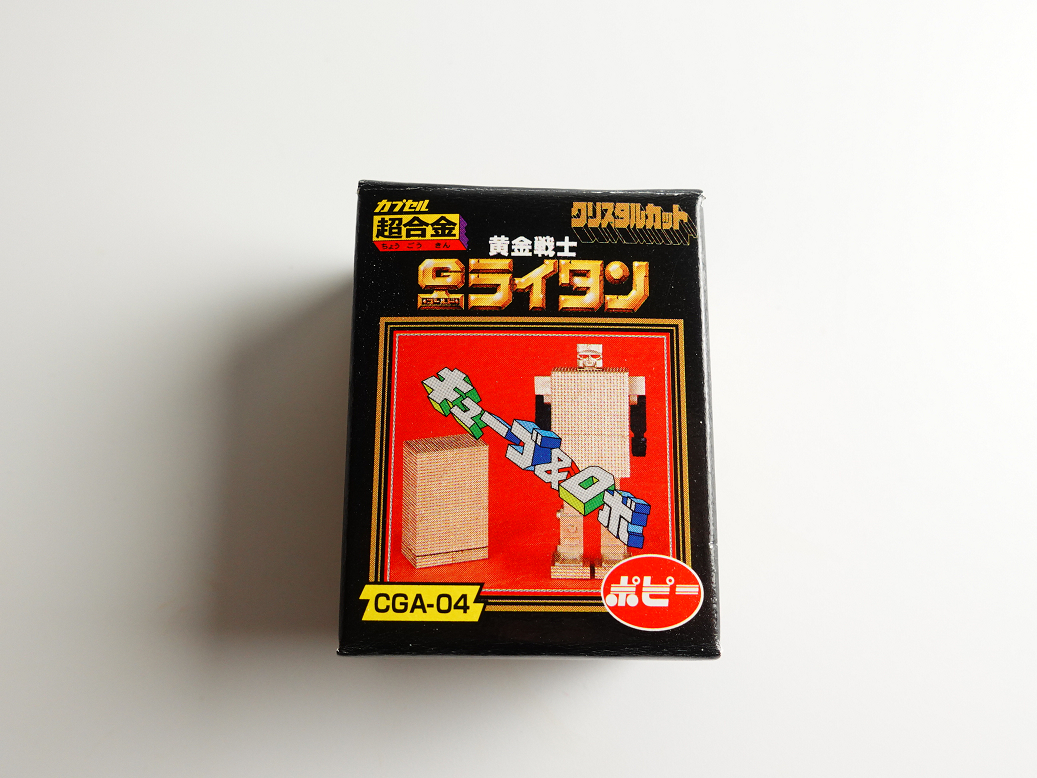 カプセル
超合金
ちょうごうきん
クリスタルカット
黄金戦士
Gライタン
キューブ&ロボ
CGA-04
ポピー